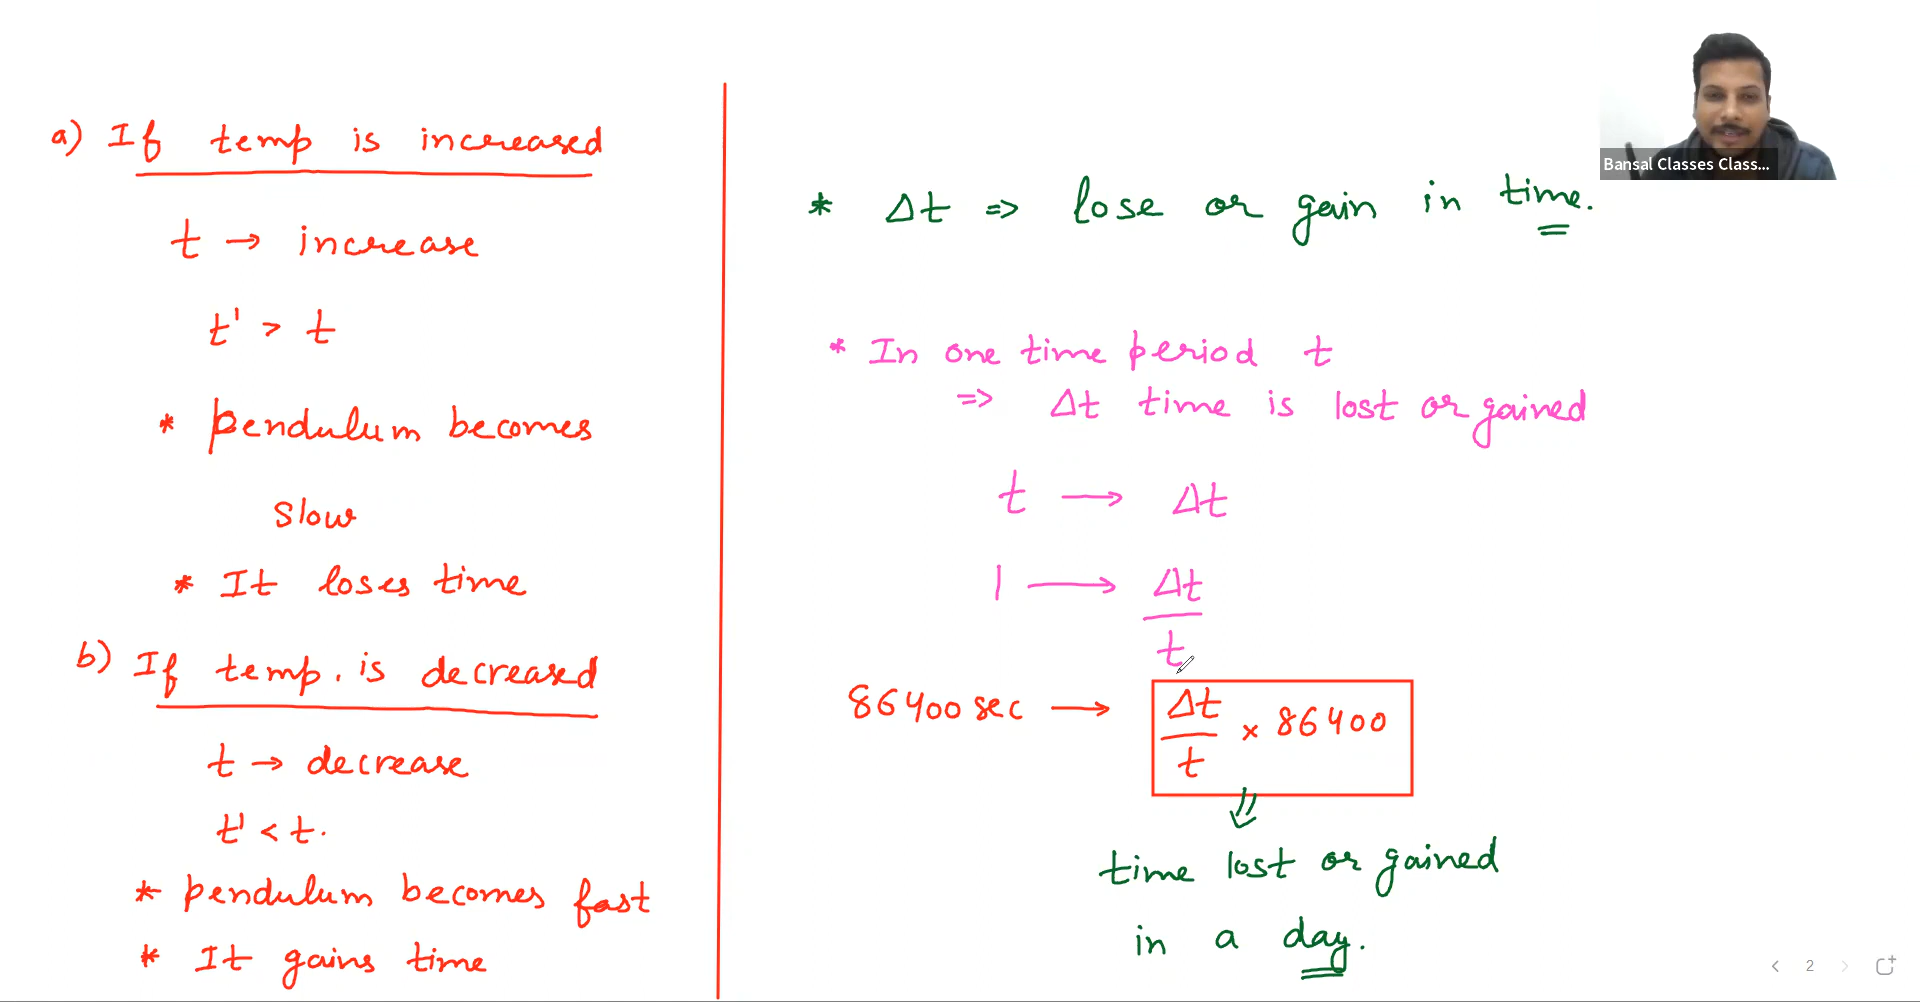 a) If temp is increased
t → increase
t' > t
* Pendulum becomes
slow
* It loses time
b) If temp. is decreased
t → decrease
t' < t.
* pendulum becomes fast
* It gains time
* Δt => lose or gain in time.
* In one time period t
=> Δt time is lost or gained
t → Δt
1 → Δt/t
86400 sec → Δt/t × 86400
time lost or gained
in a day.
Bansal Classes Class...
2